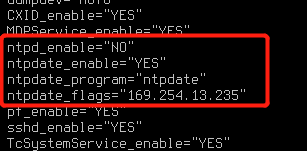 CXID_enable="YES"
MDPService_enable="YES"
ntpd_enable="NO"
ntpdate_enable="YES"
ntpdate_program="ntpdate"
ntpdate_flags="169.254.13.235"
pf_enable="YES"
sshd_enable="YES"
TcSystemService_enable="YES"